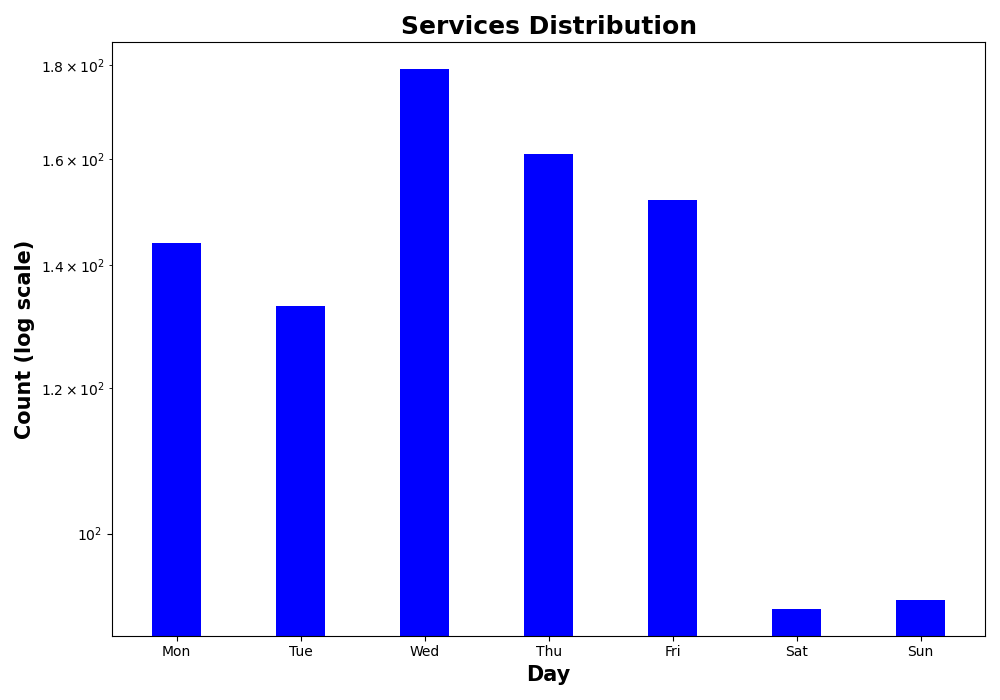 Services Distribution
Count (log scale)
1.8 × 10²
1.6 × 10²
1.4 × 10²
1.2 × 10²
10²
Mon Tue Wed Thu Fri Sat Sun
Day